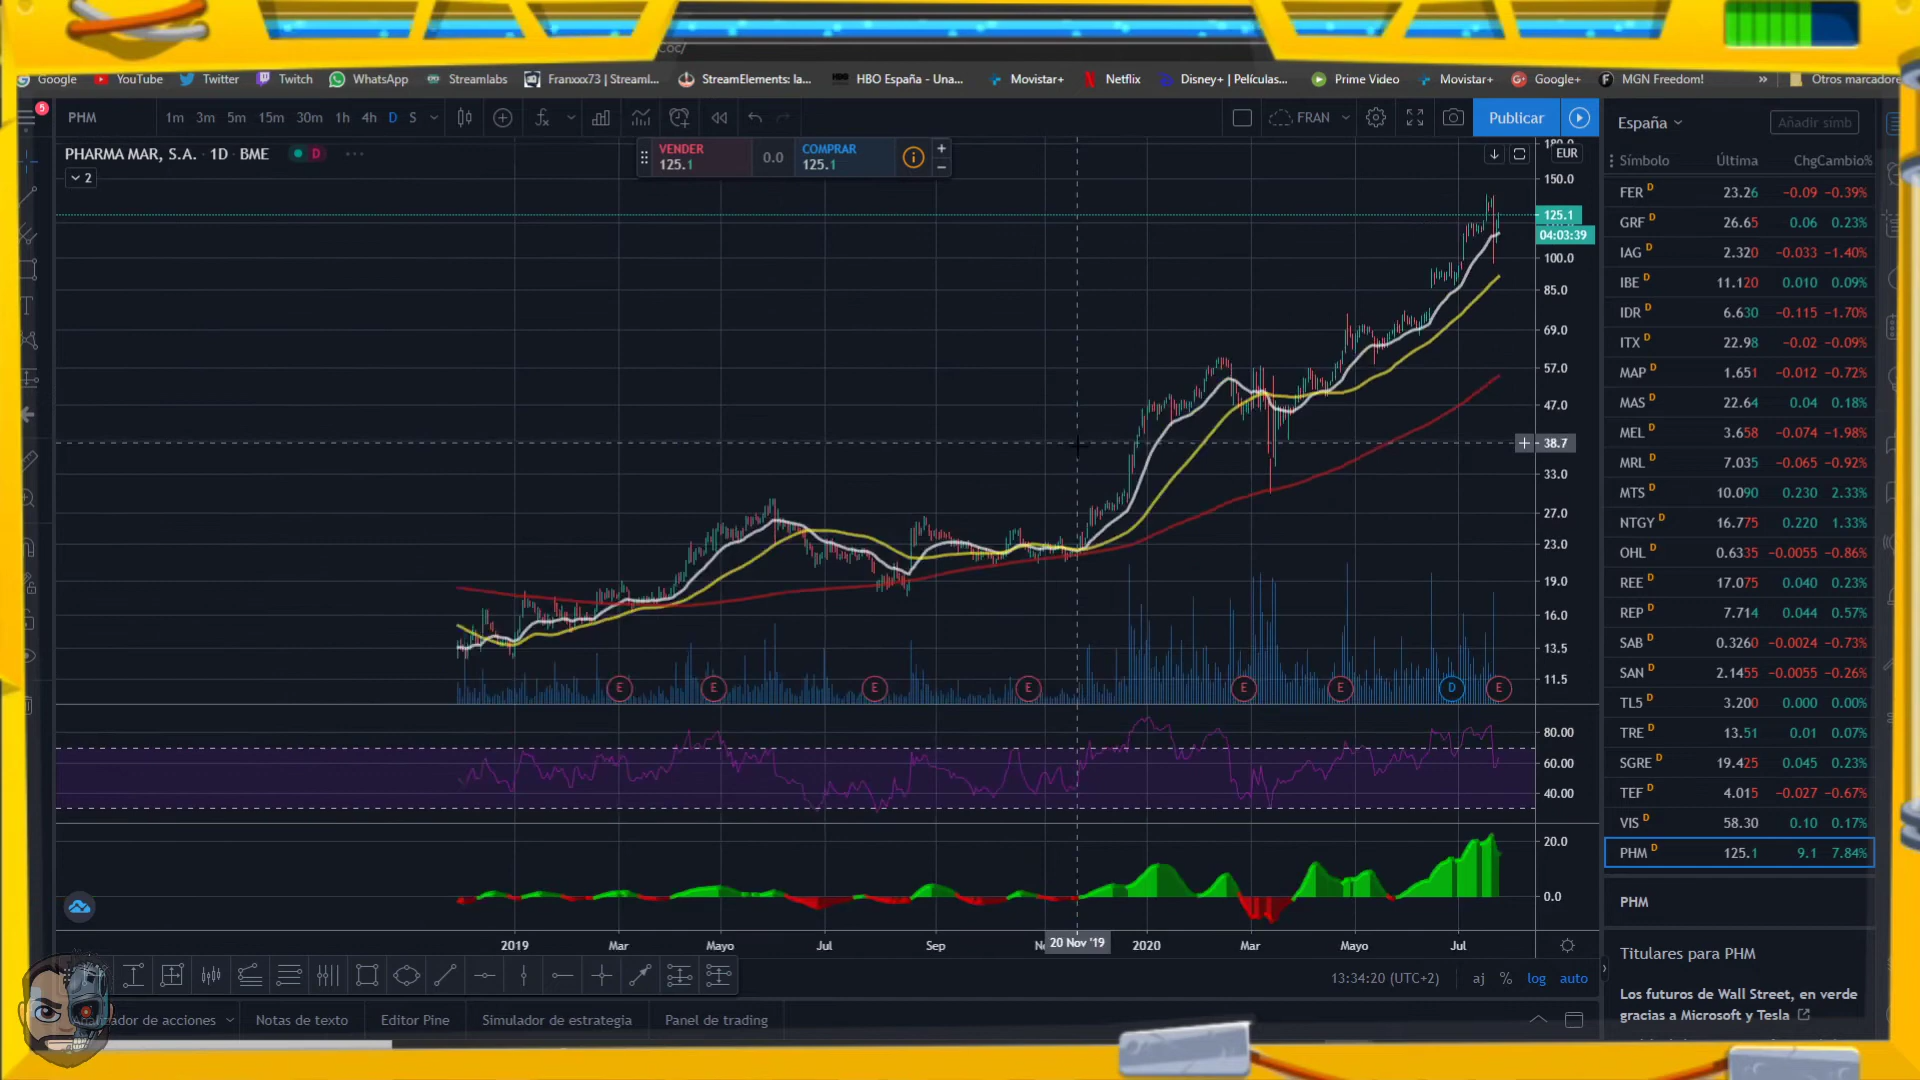 Coc/
Google YouTube Twitter Twitch WhatsApp Streamlabs Franxxx73 | Streaml... StreamElements: la... HBO España - Una... Movistar+ Netflix Disney+ | Películas... Prime Video Movistar+ Google+ MGN Freedom! » Otros marcadore
5
PHM 1m 3m 5m 15m 30m 1h 4h D S FRAN Publicar
España Añadir símb
PHARMA MAR, S.A. · 1D · BME D ...
2
VENDER
125.1
0.0
COMPRAR
125.1
EUR
180.0
150.0
125.1
04:03:39
100.0
85.0
69.0
57.0
47.0
38.7
33.0
27.0
23.0
19.0
16.0
13.5
11.5
E E E E E E D E
80.00
60.00
40.00
20.0
0.0
2019 Mar Mayo Jul Sep 20 Nov '19 2020 Mar Mayo Jul
13:34:20 (UTC+2) aj % log auto
Notas de texto Editor Pine Simulador de estrategia Panel de trading
de acciones
Símbolo Última Chg Cambio%
FER D 23.26 −0.09 −0.39%
GRF D 26.65 0.06 0.23%
IAG D 2.320 −0.033 −1.40%
IBE D 11.120 0.010 0.09%
IDR D 6.630 −0.115 −1.70%
ITX D 22.98 −0.02 −0.09%
MAP D 1.651 −0.012 −0.72%
MAS D 22.64 0.04 0.18%
MEL D 3.658 −0.074 −1.98%
MRL D 7.035 −0.065 −0.92%
MTS D 10.090 0.230 2.33%
NTGY D 16.775 0.220 1.33%
OHL D 0.6335 −0.0055 −0.86%
REE D 17.075 0.040 0.23%
REP D 7.714 0.044 0.57%
SAB D 0.3260 −0.0024 −0.73%
SAN D 2.1455 −0.0055 −0.26%
TL5 D 3.200 0.000 0.00%
TRE D 13.51 0.01 0.07%
SGRE D 19.425 0.045 0.23%
TEF D 4.015 −0.027 −0.67%
VIS D 58.30 0.10 0.17%
PHM D 125.1 9.1 7.84%
PHM
Titulares para PHM
Los futuros de Wall Street, en verde
gracias a Microsoft y Tesla